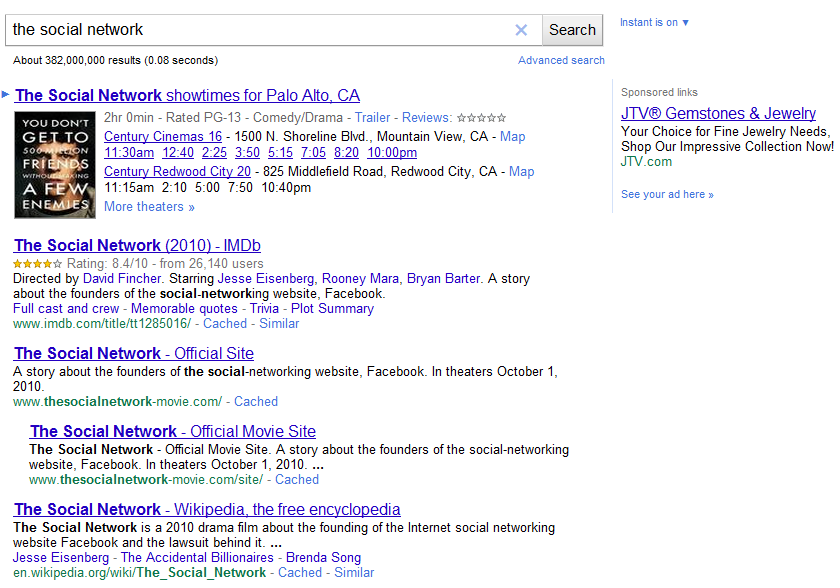 the social network
Search
Instant is on ▼
About 382,000,000 results (0.08 seconds)
Advanced search
The Social Network showtimes for Palo Alto, CA
YOU DON'T
GET TO
500 MILLION
FRIENDS
WITHOUT MAKING
A FEW
ENEMIES
2hr 0min - Rated PG-13 - Comedy/Drama - Trailer - Reviews: ☆☆☆☆☆
Century Cinemas 16 - 1500 N. Shoreline Blvd., Mountain View, CA - Map
11:30am 12:40 2:25 3:50 5:15 7:05 8:20 10:00pm
Century Redwood City 20 - 825 Middlefield Road, Redwood City, CA - Map
11:15am 2:10 5:00 7:50 10:40pm
More theaters »
Sponsored links
JTV® Gemstones & Jewelry
Your Choice for Fine Jewelry Needs,
Shop Our Impressive Collection Now!
JTV.com
See your ad here »
The Social Network (2010) - IMDb
Rating: 8.4/10 - from 26,140 users
Directed by David Fincher. Starring Jesse Eisenberg, Rooney Mara, Bryan Barter. A story
about the founders of the social-networking website, Facebook.
Full cast and crew - Memorable quotes - Trivia - Plot Summary
www.imdb.com/title/tt1285016/ - Cached - Similar
The Social Network - Official Site
A story about the founders of the social-networking website, Facebook. In theaters October 1,
2010.
www.thesocialnetwork-movie.com/ - Cached
The Social Network - Official Movie Site
The Social Network - Official Movie Site. A story about the founders of the social-networking
website, Facebook. In theaters October 1, 2010. ...
www.thesocialnetwork-movie.com/site/ - Cached
The Social Network - Wikipedia, the free encyclopedia
The Social Network is a 2010 drama film about the founding of the Internet social networking
website Facebook and the lawsuit behind it. ...
Jesse Eisenberg - The Accidental Billionaires - Brenda Song
en.wikipedia.org/wiki/The_Social_Network - Cached - Similar